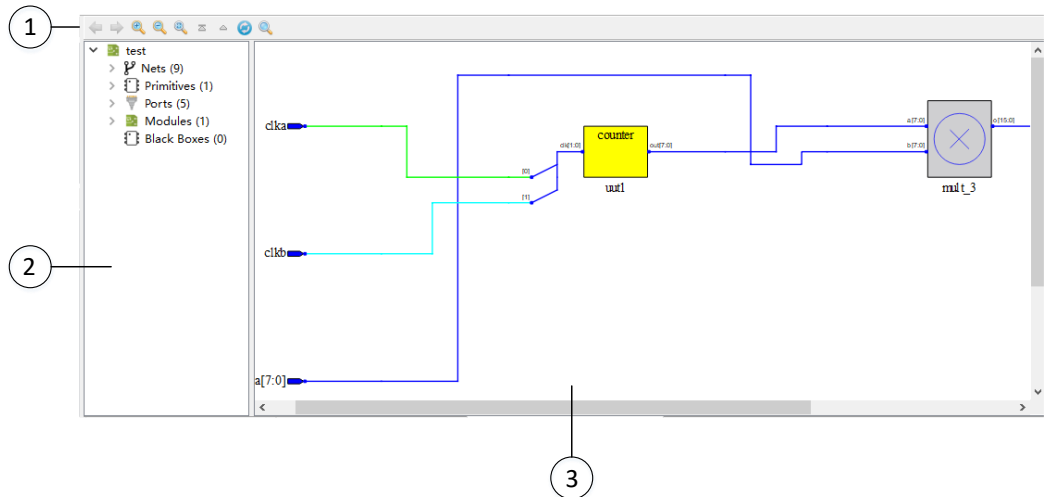 1
test
Nets (9)
Primitives (1)
Ports (5)
Modules (1)
Black Boxes (0)
2
clka
clkb
a[7:0]
[0]
[1]
clk[1:0]
counter
out[7:0]
uut1
a[7:0]
b[7:0]
o[15:0]
mult_3
3